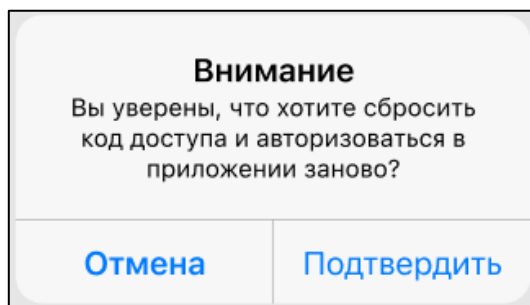 Внимание
Вы уверены, что хотите сбросить
код доступа и авторизоваться в
приложении заново?
Отмена
Подтвердить